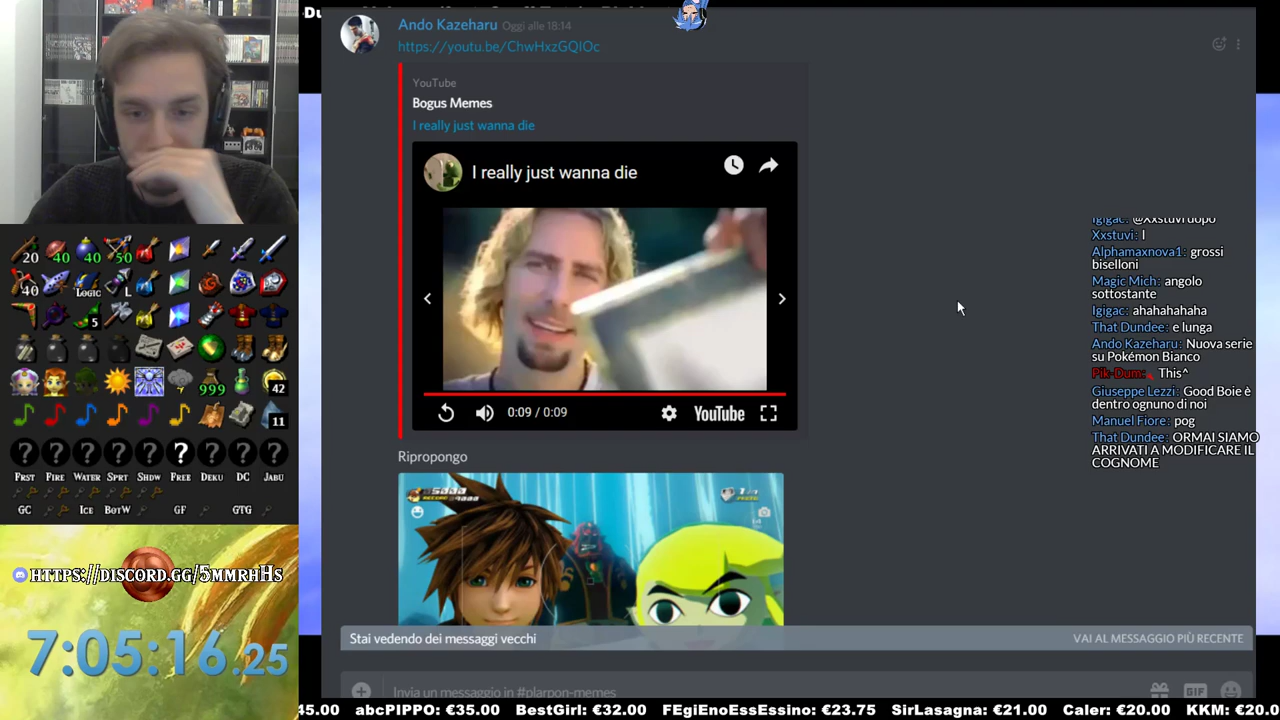 Ando Kazeharu Oggi alle 18:14
https://youtu.be/ChwHxzGQIOc
YouTube
Bogus Memes
I really just wanna die
I really just wanna die
0:09 / 0:09
YouTube
Ripropongo
Stai vedendo dei messaggi vecchi
VAI AL MESSAGGIO PIÙ RECENTE
Invia un messaggio in #plarpon-memes
GIF
Igigac: @Xxstuvi dopo
Xxstuvi: I
Alphamaxnova1: grossi
biselloni
Magic Mich: angolo
sottostante
Igigac: ahahahahaha
That Dundee: e lunga
Ando Kazeharu: Nuova serie
su Pokémon Bianco
Pik-Dum: This^
Giuseppe Lezzi: Good Boie è
dentro ognuno di noi
Manuel Fiore: pog
That Dundee: ORMAI SIAMO
ARRIVATI A MODIFICARE IL
COGNOME
20 40 40 50
40 LOGIC L
5
999 42
11
? ? ? ? ? ? ? ? ?
FRST FIRE WATER SPRT SHDW FREE DEKU DC JABU
GC ICE BOTW GF GTG
HTTPS://DISCORD.GG/5MMRHHS
7:05:16.25
45.00 abcPIPPO: €35.00 BestGirl: €32.00 FEgiEnoEssEssino: €23.75 SirLasagna: €21.00 Caler: €20.00 KKM: €20.0